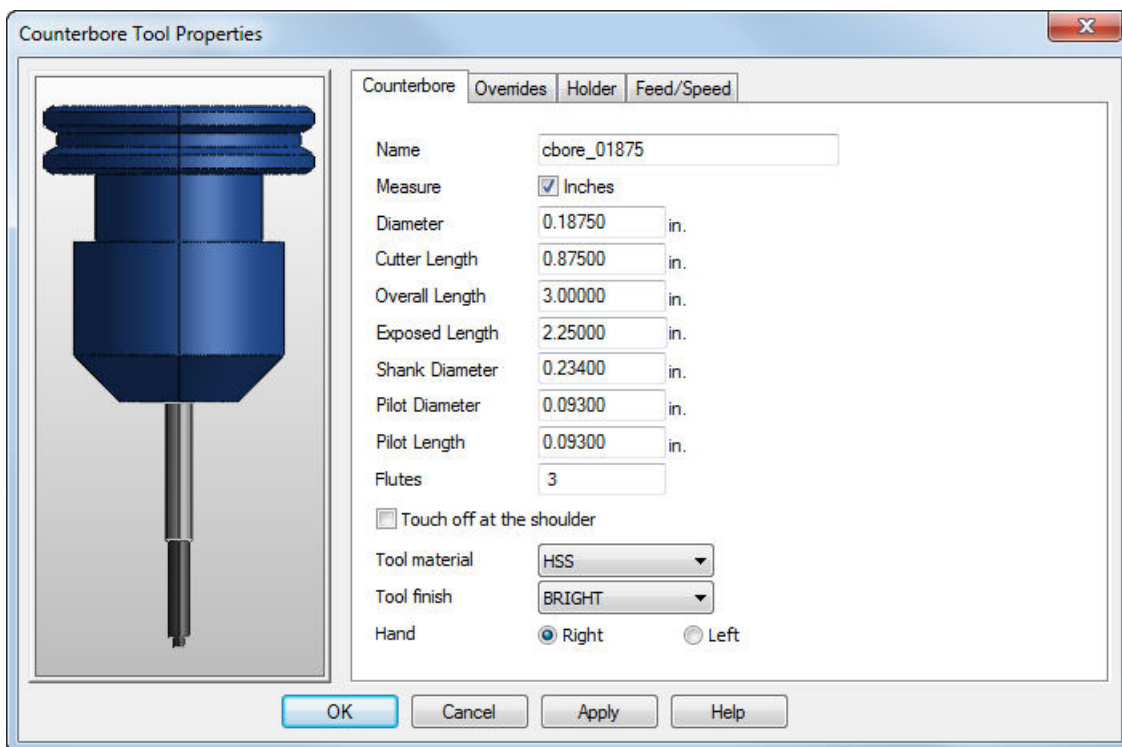 Counterbore Tool Properties
X
Counterbore Overrides Holder Feed/Speed
Name cbore_01875
Measure Inches
Diameter 0.18750 in.
Cutter Length 0.87500 in.
Overall Length 3.00000 in.
Exposed Length 2.25000 in.
Shank Diameter 0.23400 in.
Pilot Diameter 0.09300 in.
Pilot Length 0.09300 in.
Flutes 3
Touch off at the shoulder
Tool material HSS
Tool finish BRIGHT
Hand Right Left
OK Cancel Apply Help